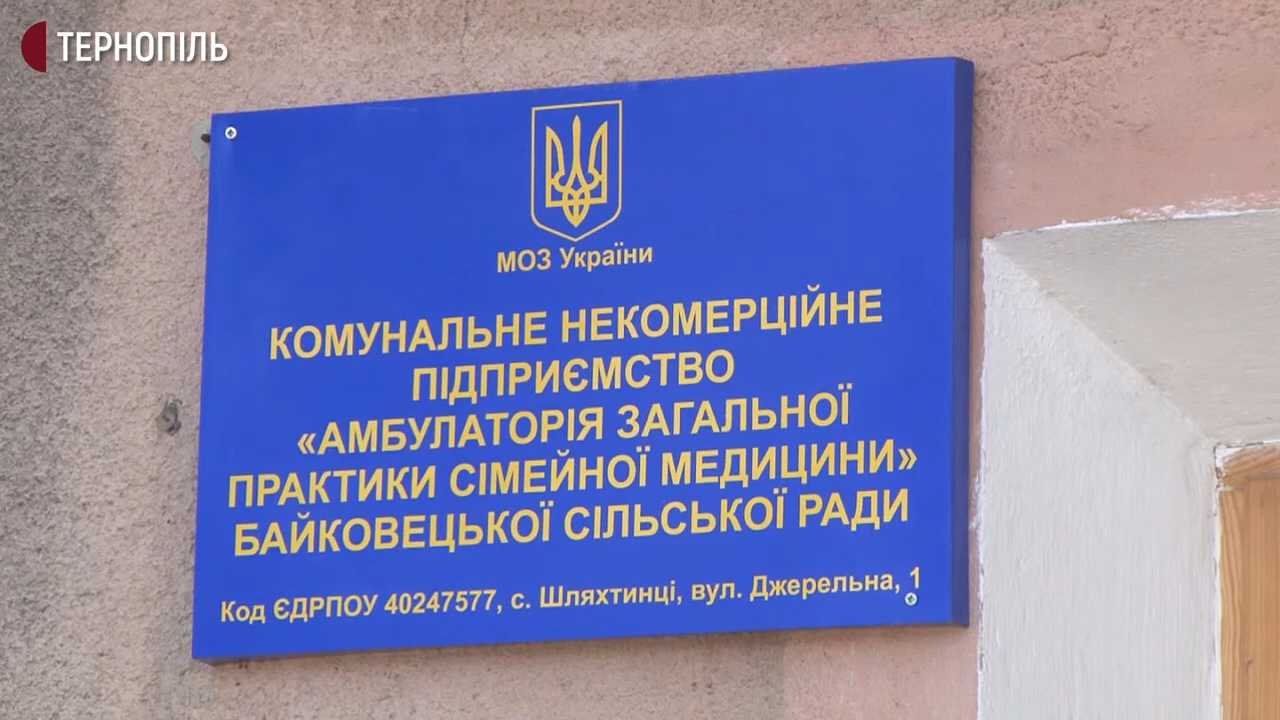 ТЕРНОПІЛЬ
МОЗ України
КОМУНАЛЬНЕ НЕКОМЕРЦІЙНЕ
ПІДПРИЄМСТВО
«АМБУЛАТОРІЯ ЗАГАЛЬНОЇ
ПРАКТИКИ СІМЕЙНОЇ МЕДИЦИНИ»
БАЙКОВЕЦЬКОЇ СІЛЬСЬКОЇ РАДИ
Код ЄДРПОУ 40247577, с. Шляхтинці, вул. Джерельна, 1